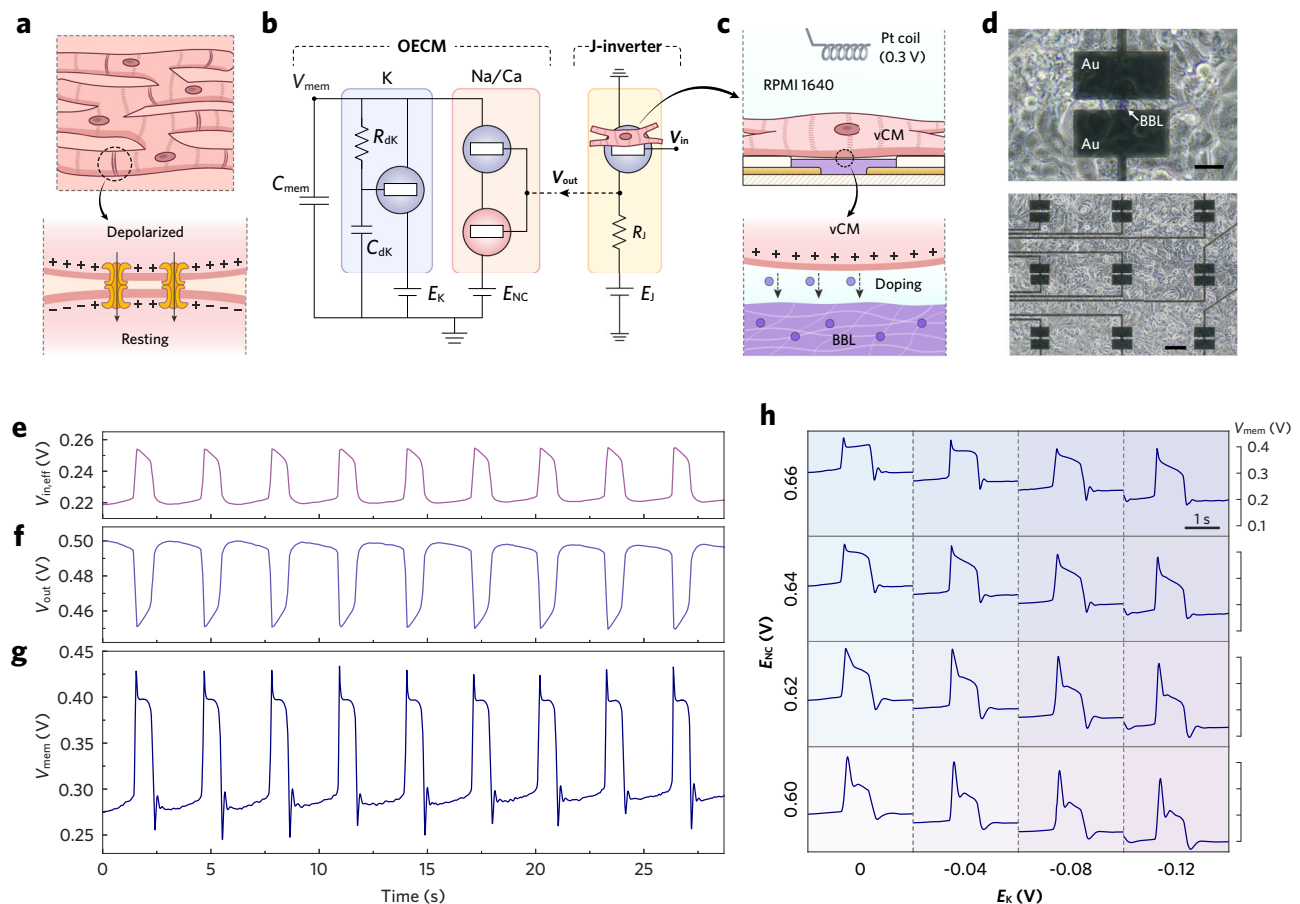 a
Depolarized
Resting
b
OECM
J-inverter
K
Na/Ca
V_mem
R_dK
C_mem
C_dK
E_K
E_NC
V_out
V_in
R_J
E_J
c
Pt coil
(0.3 V)
RPMI 1640
vCM
vCM
+ + + + + + + + +
Doping
BBL
d
Au
BBL
Au
e
V_in,eff (V)
0.26
0.24
0.22
f
V_out (V)
0.50
0.48
0.46
g
V_mem (V)
0.45
0.40
0.35
0.30
0.25
0 5 10 15 20 25
Time (s)
h
V_mem (V)
0.4
0.3
0.2
0.1
1 s
E_NC (V)
0.66
0.64
0.62
0.60
0 -0.04 -0.08 -0.12
E_K (V)